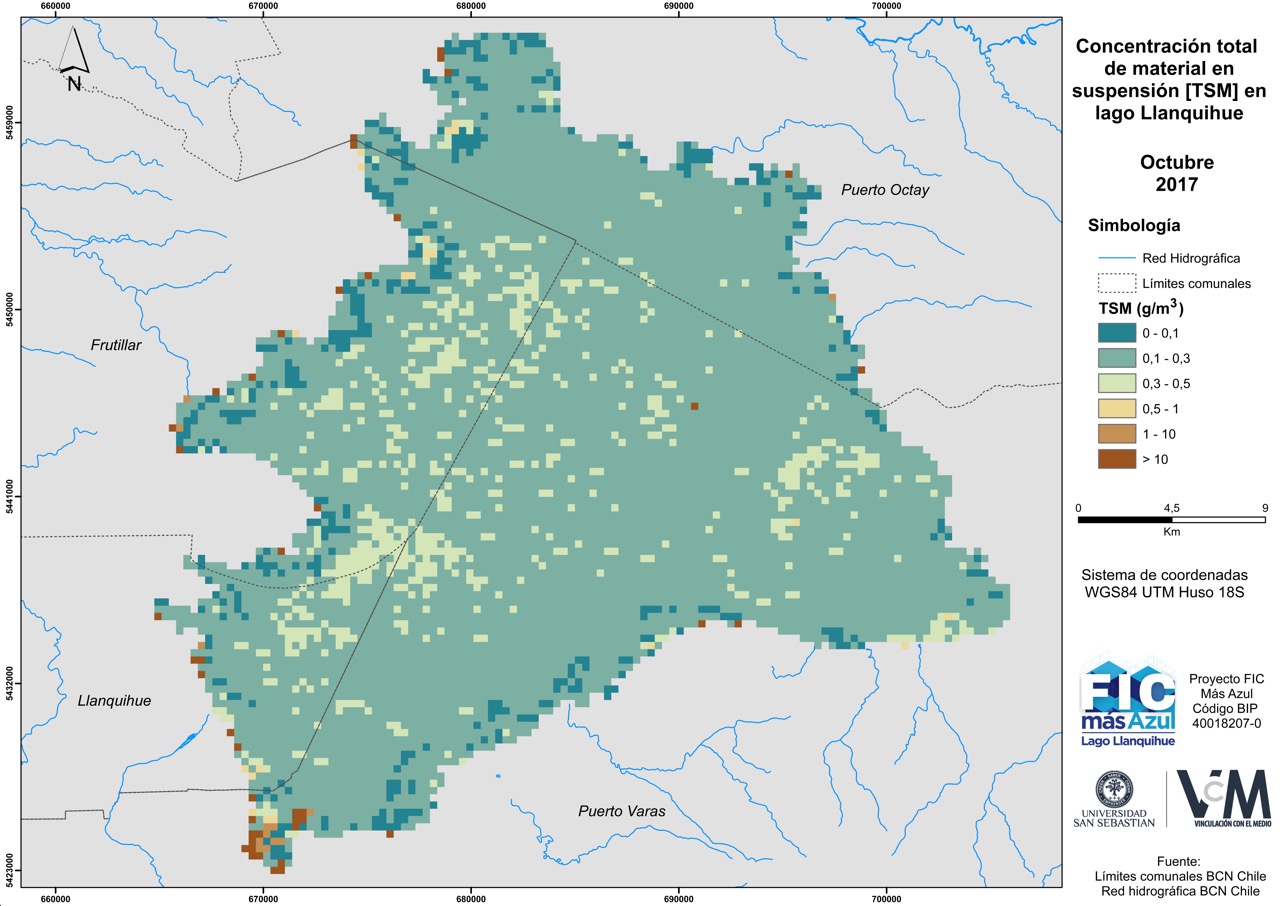 660000
670000
680000
690000
700000
N
5459000
5450000
5441000
5432000
5423000
Puerto Octay
Frutillar
Llanquihue
Puerto Varas
660000
670000
680000
690000
700000
Concentración total
de material en
suspensión [TSM] en
lago Llanquihue
Octubre
2017
Simbología
Red Hidrográfica
Límites comunales
TSM (g/m³)
0 - 0,1
0,1 - 0,3
0,3 - 0,5
0,5 - 1
1 - 10
> 10
0 4,5 9
Km
Sistema de coordenadas
WGS84 UTM Huso 18S
FIC
más Azul
Lago Llanquihue
Proyecto FIC
Más Azul
Código BIP
40018207-0
UNIVERSIDAD
SAN SEBASTIAN
VCM
VINCULACIÓN CON EL MEDIO
Fuente:
Límites comunales BCN Chile
Red hidrográfica BCN Chile